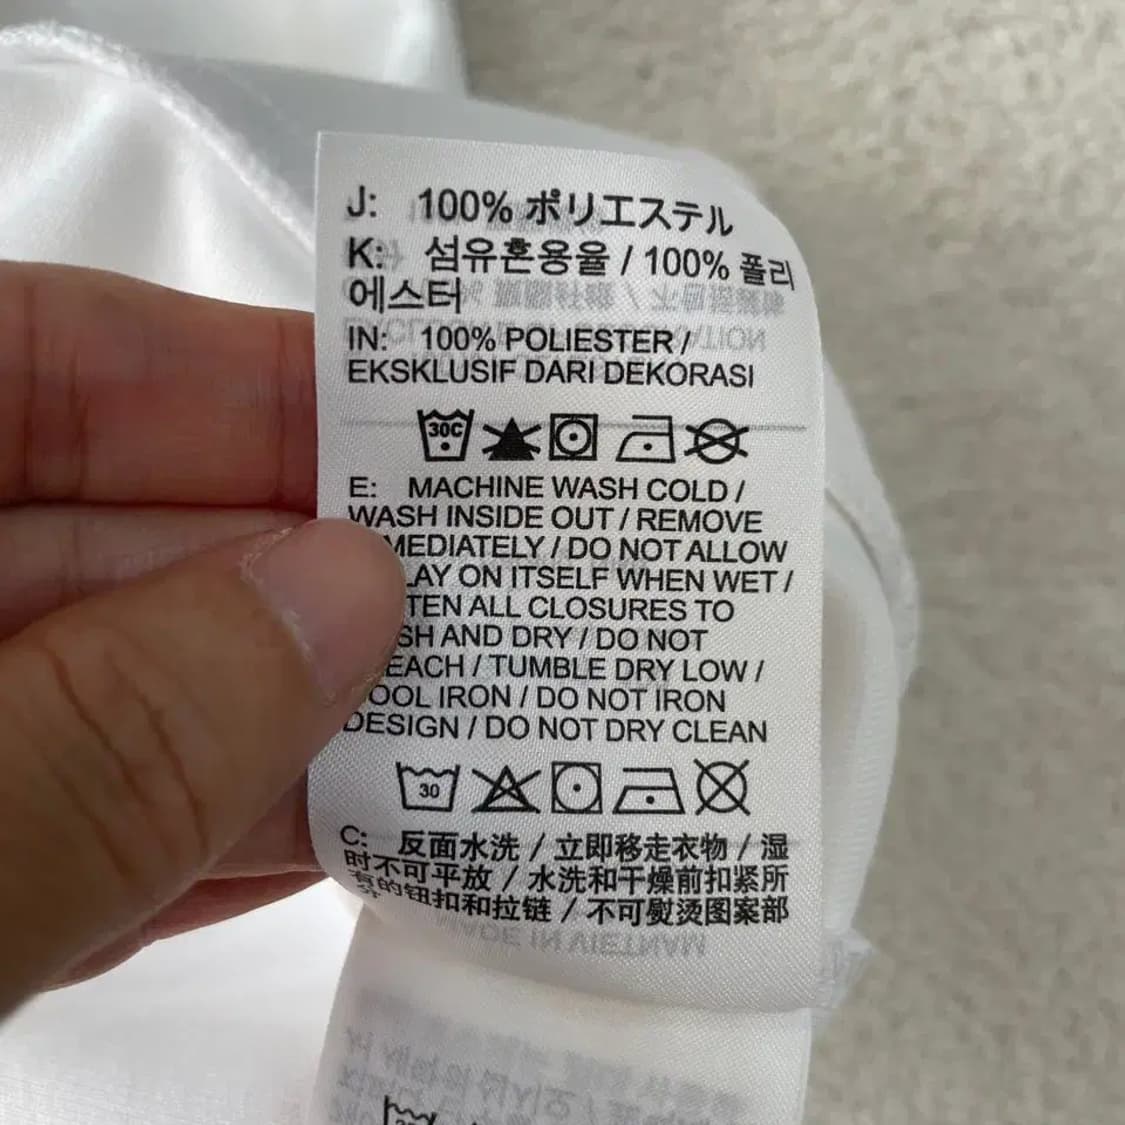 J: 100% ポリエステル
K: 섬유혼용율 / 100% 폴리
에스터
IN: 100% POLIESTER /
EKSKLUSIF DARI DEKORASI
30C
E: MACHINE WASH COLD /
WASH INSIDE OUT / REMOVE
MEDIATELY / DO NOT ALLOW
LAY ON ITSELF WHEN WET /
TEN ALL CLOSURES TO
SH AND DRY / DO NOT
EACH / TUMBLE DRY LOW /
OOL IRON / DO NOT IRON
DESIGN / DO NOT DRY CLEAN
30
C: 反面水洗 / 立即移走衣物 / 湿
时不可平放 / 水洗和干燥前扣紧所
有的钮扣和拉链 / 不可熨烫图案部
分
MADE IN VIETNAM